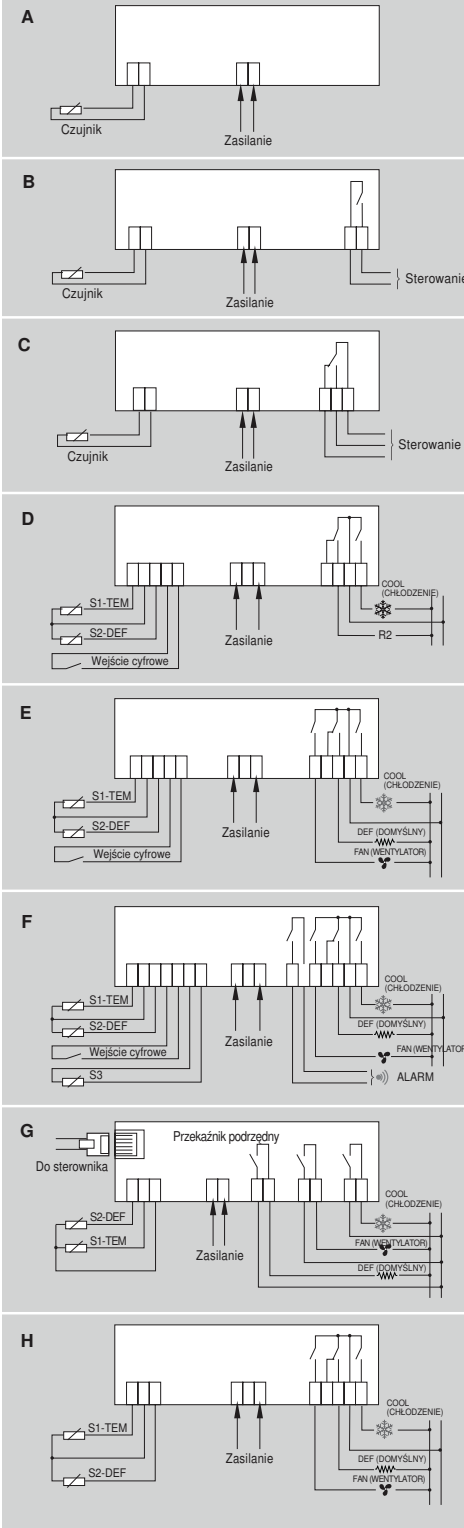 A
Czujnik
Zasilanie
B
Czujnik
Zasilanie
Sterowanie
C
Czujnik
Zasilanie
Sterowanie
D
S1-TEM
S2-DEF
Wejście cyfrowe
Zasilanie
COOL
(CHŁODZENIE)
R2
E
S1-TEM
S2-DEF
Wejście cyfrowe
Zasilanie
COOL
(CHŁODZENIE)
DEF (DOMYŚLNY)
FAN (WENTYLATOR)
F
S1-TEM
S2-DEF
Wejście cyfrowe
S3
Zasilanie
COOL
(CHŁODZENIE)
DEF (DOMYŚLNY)
FAN (WENTYLATOR
ALARM
G
Przekaźnik podrzędny
Do sterownika
S2-DEF
S1-TEM
Zasilanie
COOL
(CHŁODZENIE)
FAN (WENTYLATOR)
DEF (DOMYŚLNY)
H
S1-TEM
S2-DEF
Zasilanie
COOL
(CHŁODZENIE)
DEF (DOMYŚLNY)
FAN (WENTYLATOR)